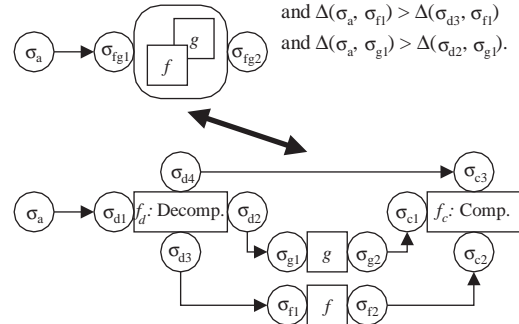 and Δ(σa, σf1) > Δ(σd3, σf1)
and Δ(σa, σg1) > Δ(σd2, σg1).
σa σfg1 f g σfg2
σd4 σc3
σa σd1 fd: Decomp. σd2 σc1 fc: Comp.
σd3 σg1 g σg2 σc2
σf1 f σf2